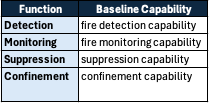 Function Baseline Capability
Detection fire detection capability
Monitoring fire monitoring capability
Suppression suppression capability
Confinement confinement capability